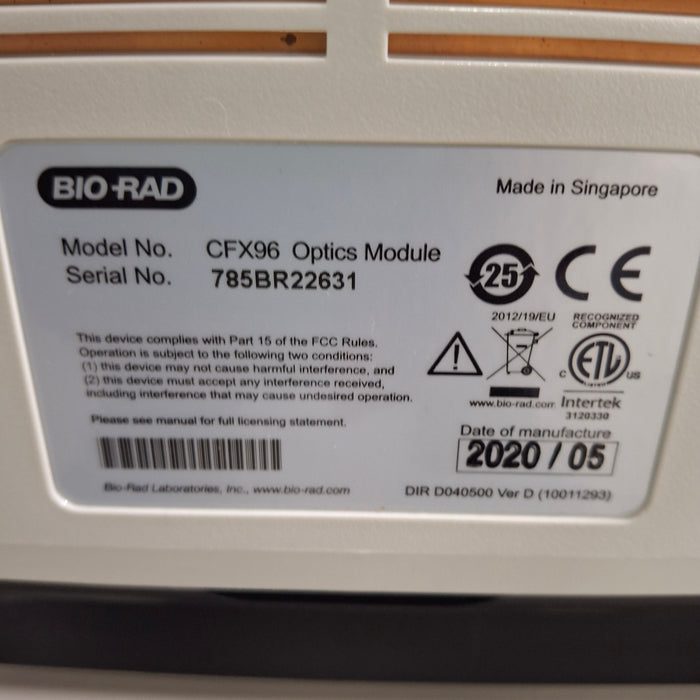 BIO-RAD
Made in Singapore
Model No. CFX96 Optics Module
Serial No. 785BR22631
25
CE
2012/19/EU
RECOGNIZED
COMPONENT
This device complies with Part 15 of the FCC Rules.
Operation is subject to the following two conditions:
(1) this device may not cause harmful interference, and
(2) this device must accept any interference received,
including interference that may cause undesired operation.
ETL
LISTED
C US
www.bio-rad.com
Intertek
3120330
Please see manual for full licensing statement.
Date of manufacture
2020 / 05
Bio-Rad Laboratories, Inc., www.bio-rad.com
DIR D040500 Ver D (10011293)